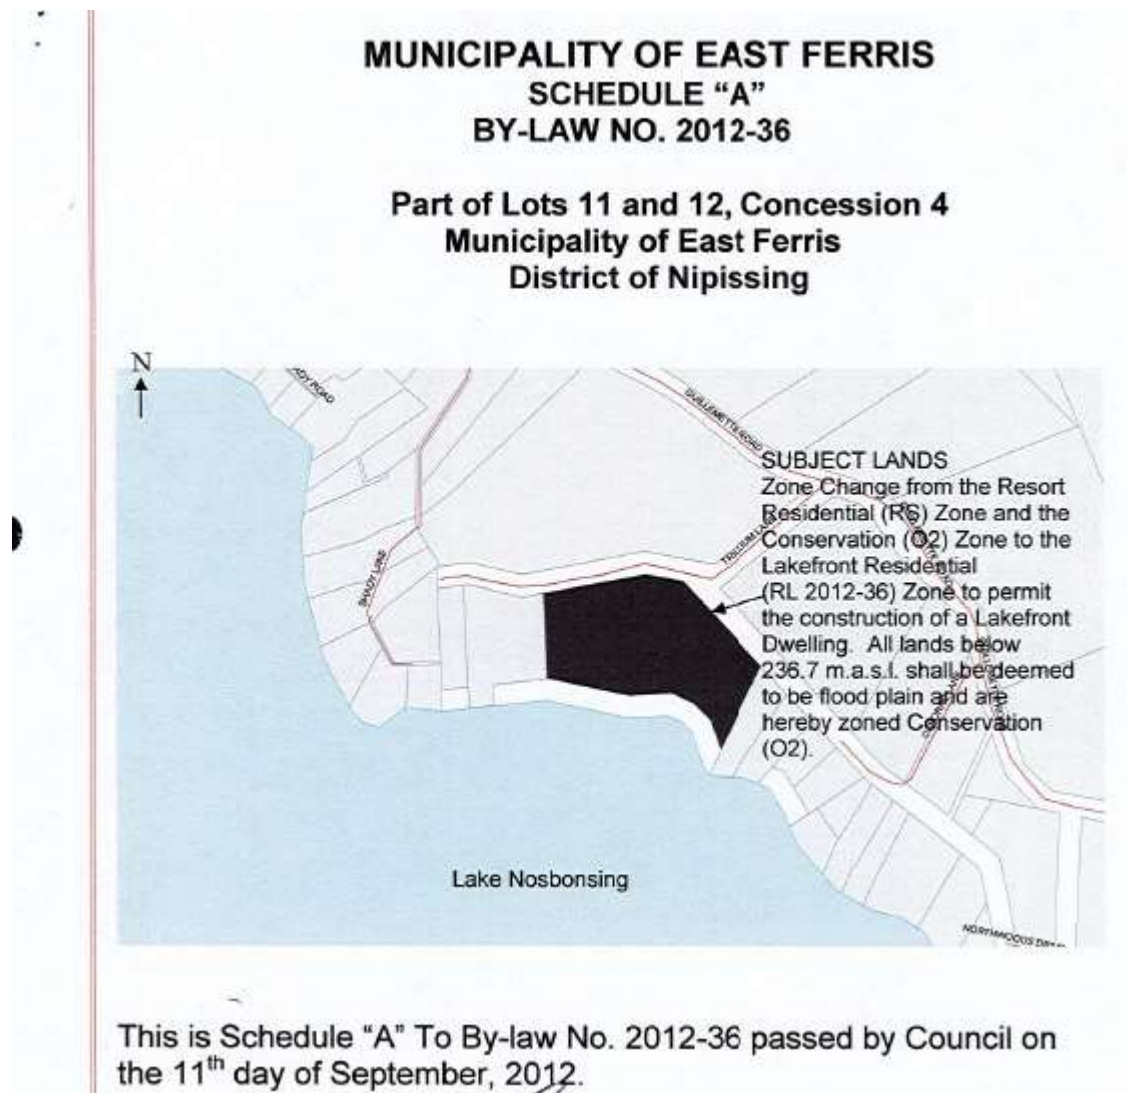 MUNICIPALITY OF EAST FERRIS
SCHEDULE “A”
BY-LAW NO. 2012-36
Part of Lots 11 and 12, Concession 4
Municipality of East Ferris
District of Nipissing
N
ROAD
GUILLEMETTE ROAD
SUBJECT LANDS
Zone Change from the Resort
Residential (RS) Zone and the
Conservation (O2) Zone to the
Lakefront Residential
(RL 2012-36) Zone to permit
the construction of a Lakefront
Dwelling. All lands below
236.7 m.a.s.l. shall be deemed
to be flood plain and are
hereby zoned Conservation
(O2).
SHADY LANE
Lake Nosbonsing
This is Schedule “A” To By-law No. 2012-36 passed by Council on
the 11th day of September, 2012.